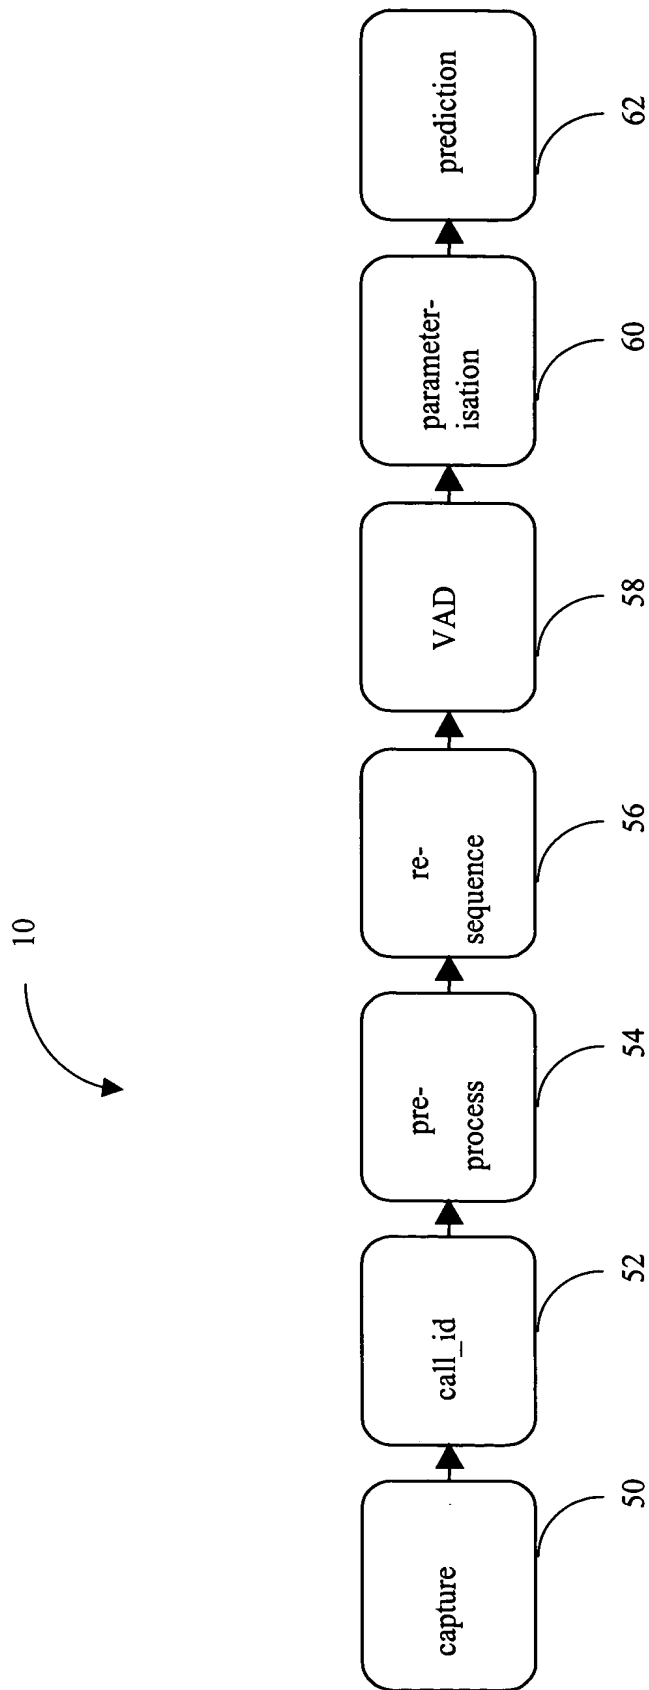 10
capture
call_id
pre-
process
re-
sequence
VAD
parameter-
isation
prediction
50
52
54
56
58
60
62